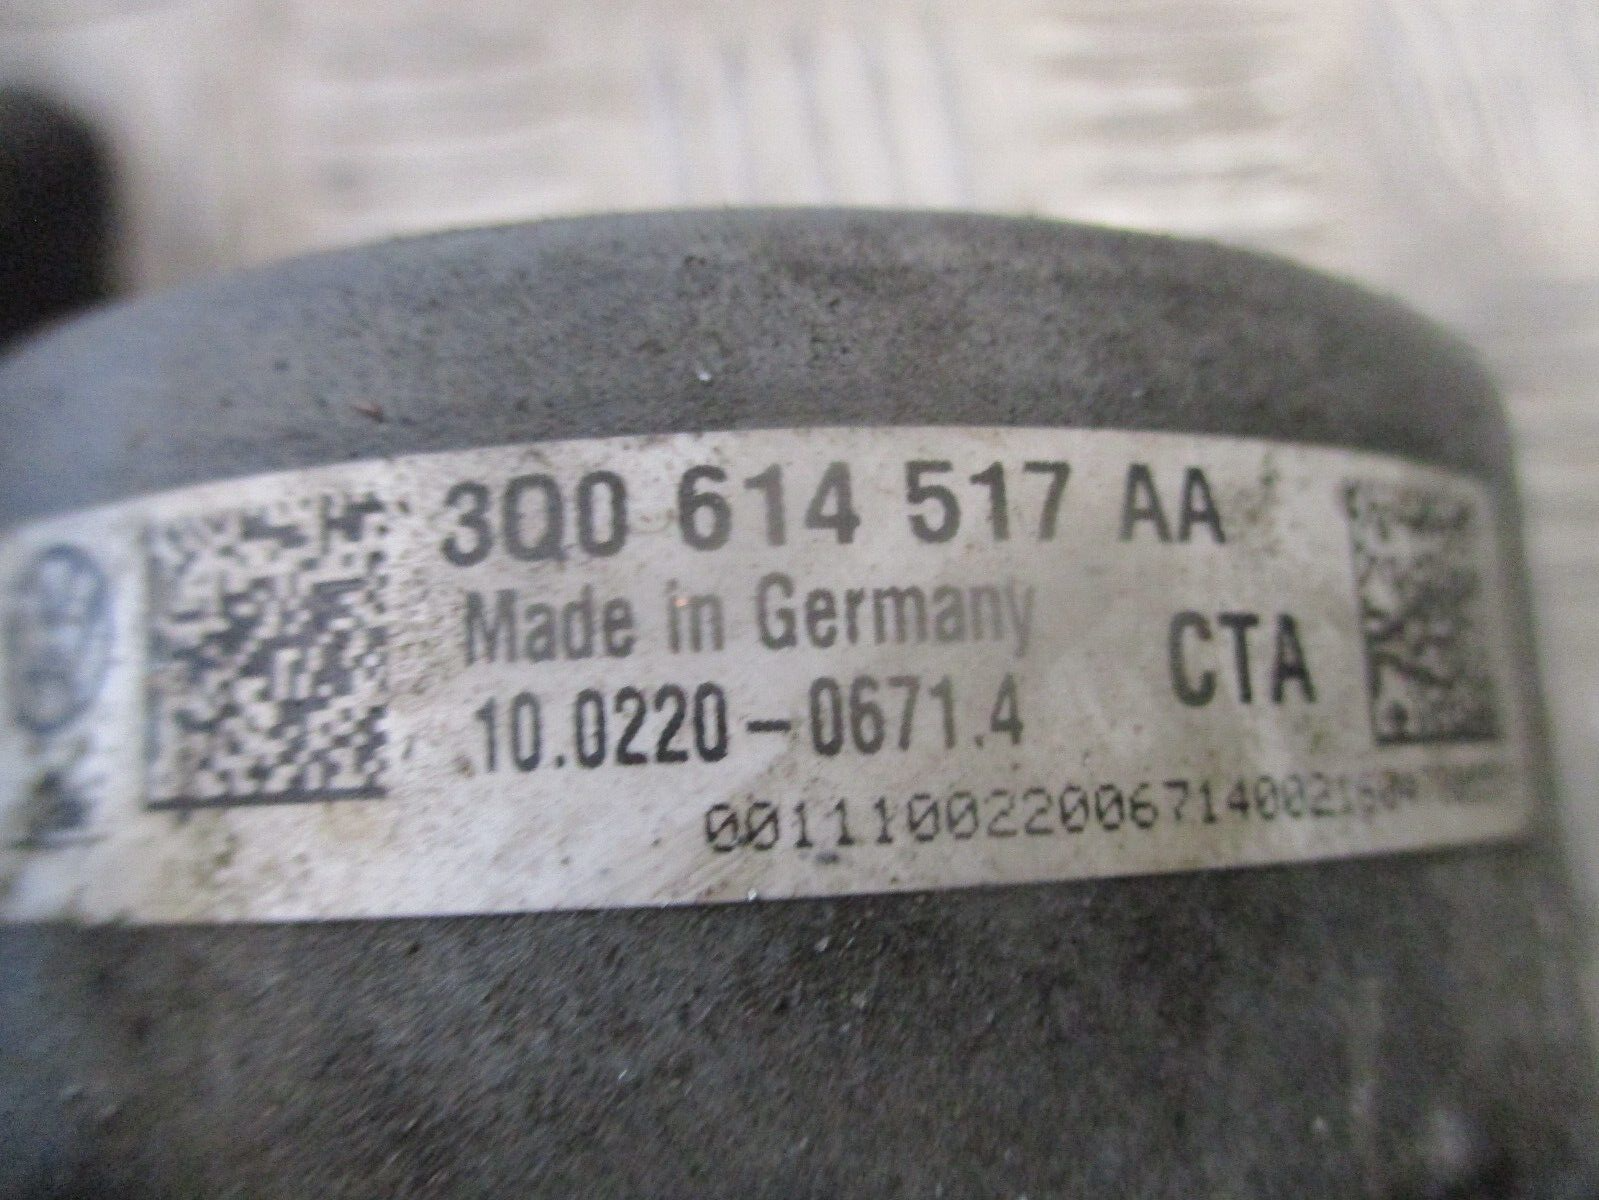 3Q0 614 517 AA
Made in Germany
CTA
10.0220-0671.4